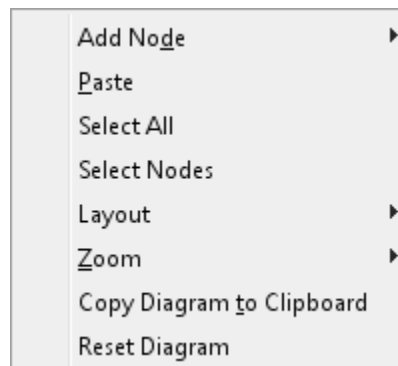 Add Node
Paste
Select All
Select Nodes
Layout
Zoom
Copy Diagram to Clipboard
Reset Diagram